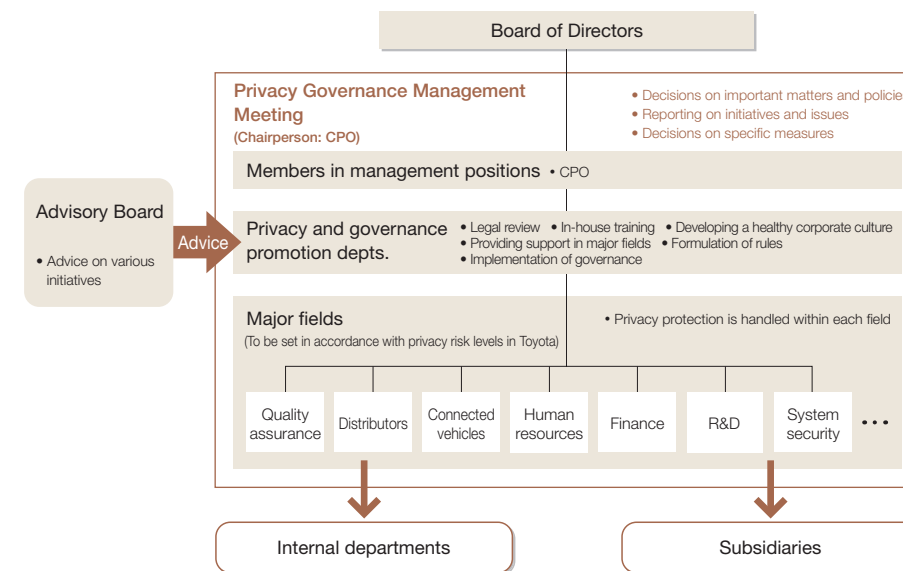 Board of Directors
Privacy Governance Management
Meeting
(Chairperson: CPO)
• Decisions on important matters and policie
• Reporting on initiatives and issues
• Decisions on specific measures
Members in management positions • CPO
Advisory Board
• Advice on various
initiatives
Advice
Privacy and governance
promotion depts.
• Legal review • In-house training • Developing a healthy corporate culture
• Providing support in major fields • Formulation of rules
• Implementation of governance
Major fields
(To be set in accordance with privacy risk levels in Toyota)
• Privacy protection is handled within each field
Quality
assurance
Distributors
Connected
vehicles
Human
resources
Finance
R&D
System
security
•••
Internal departments
Subsidiaries